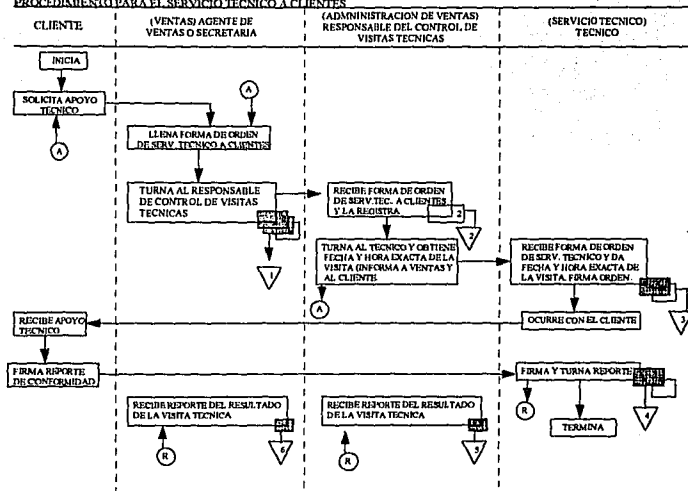 PROCEDIMIENTO PARA EL SERVICIO TECNICO A CLIENTES
CLIENTE
(VENTAS) AGENTE DE
VENTAS O SECRETARIA
(ADMNINISTRACION DE VENTAS)
RESPONSABLE DEL CONTROL DE
VISITAS TECNICAS
(SERVICIO TECNICO)
TECNICO
INICIA
SOLICITA APOYO
TECNICO
A
A
LLENA FORMA DE ORDEN
DE SERV. TECNICO A CLIENTES
TURNA AL RESPONSABLE
DE CONTROL DE VISITAS
TECNICAS
1
RECIBE FORMA DE ORDEN
DE SERV. TEC. A CLIENTES
Y LA REGISTRA
2
2
TURNA AL TECNICO Y OBTIENE
FECHA Y HORA EXACTA DE LA
VISITA (INFORMA A VENTAS Y
AL CLIENTE
A
RECIBE FORMA DE ORDEN
DE SERV. TECNICO Y DA
FECHA Y HORA EXACTA DE
LA VISITA. FIRMA ORDEN.
3
RECIBE APOYO
TECNICO
OCURRE CON EL CLIENTE
FIRMA REPORTE
DE CONFORMIDAD
FIRMA Y TURNA REPORTE
R
4
TERMINA
RECIBE REPORTE DEL RESULTADO
DE LA VISITA TECNICA
6
R
RECIBE REPORTE DEL RESULTADO
DE LA VISITA TECNICA
5
R